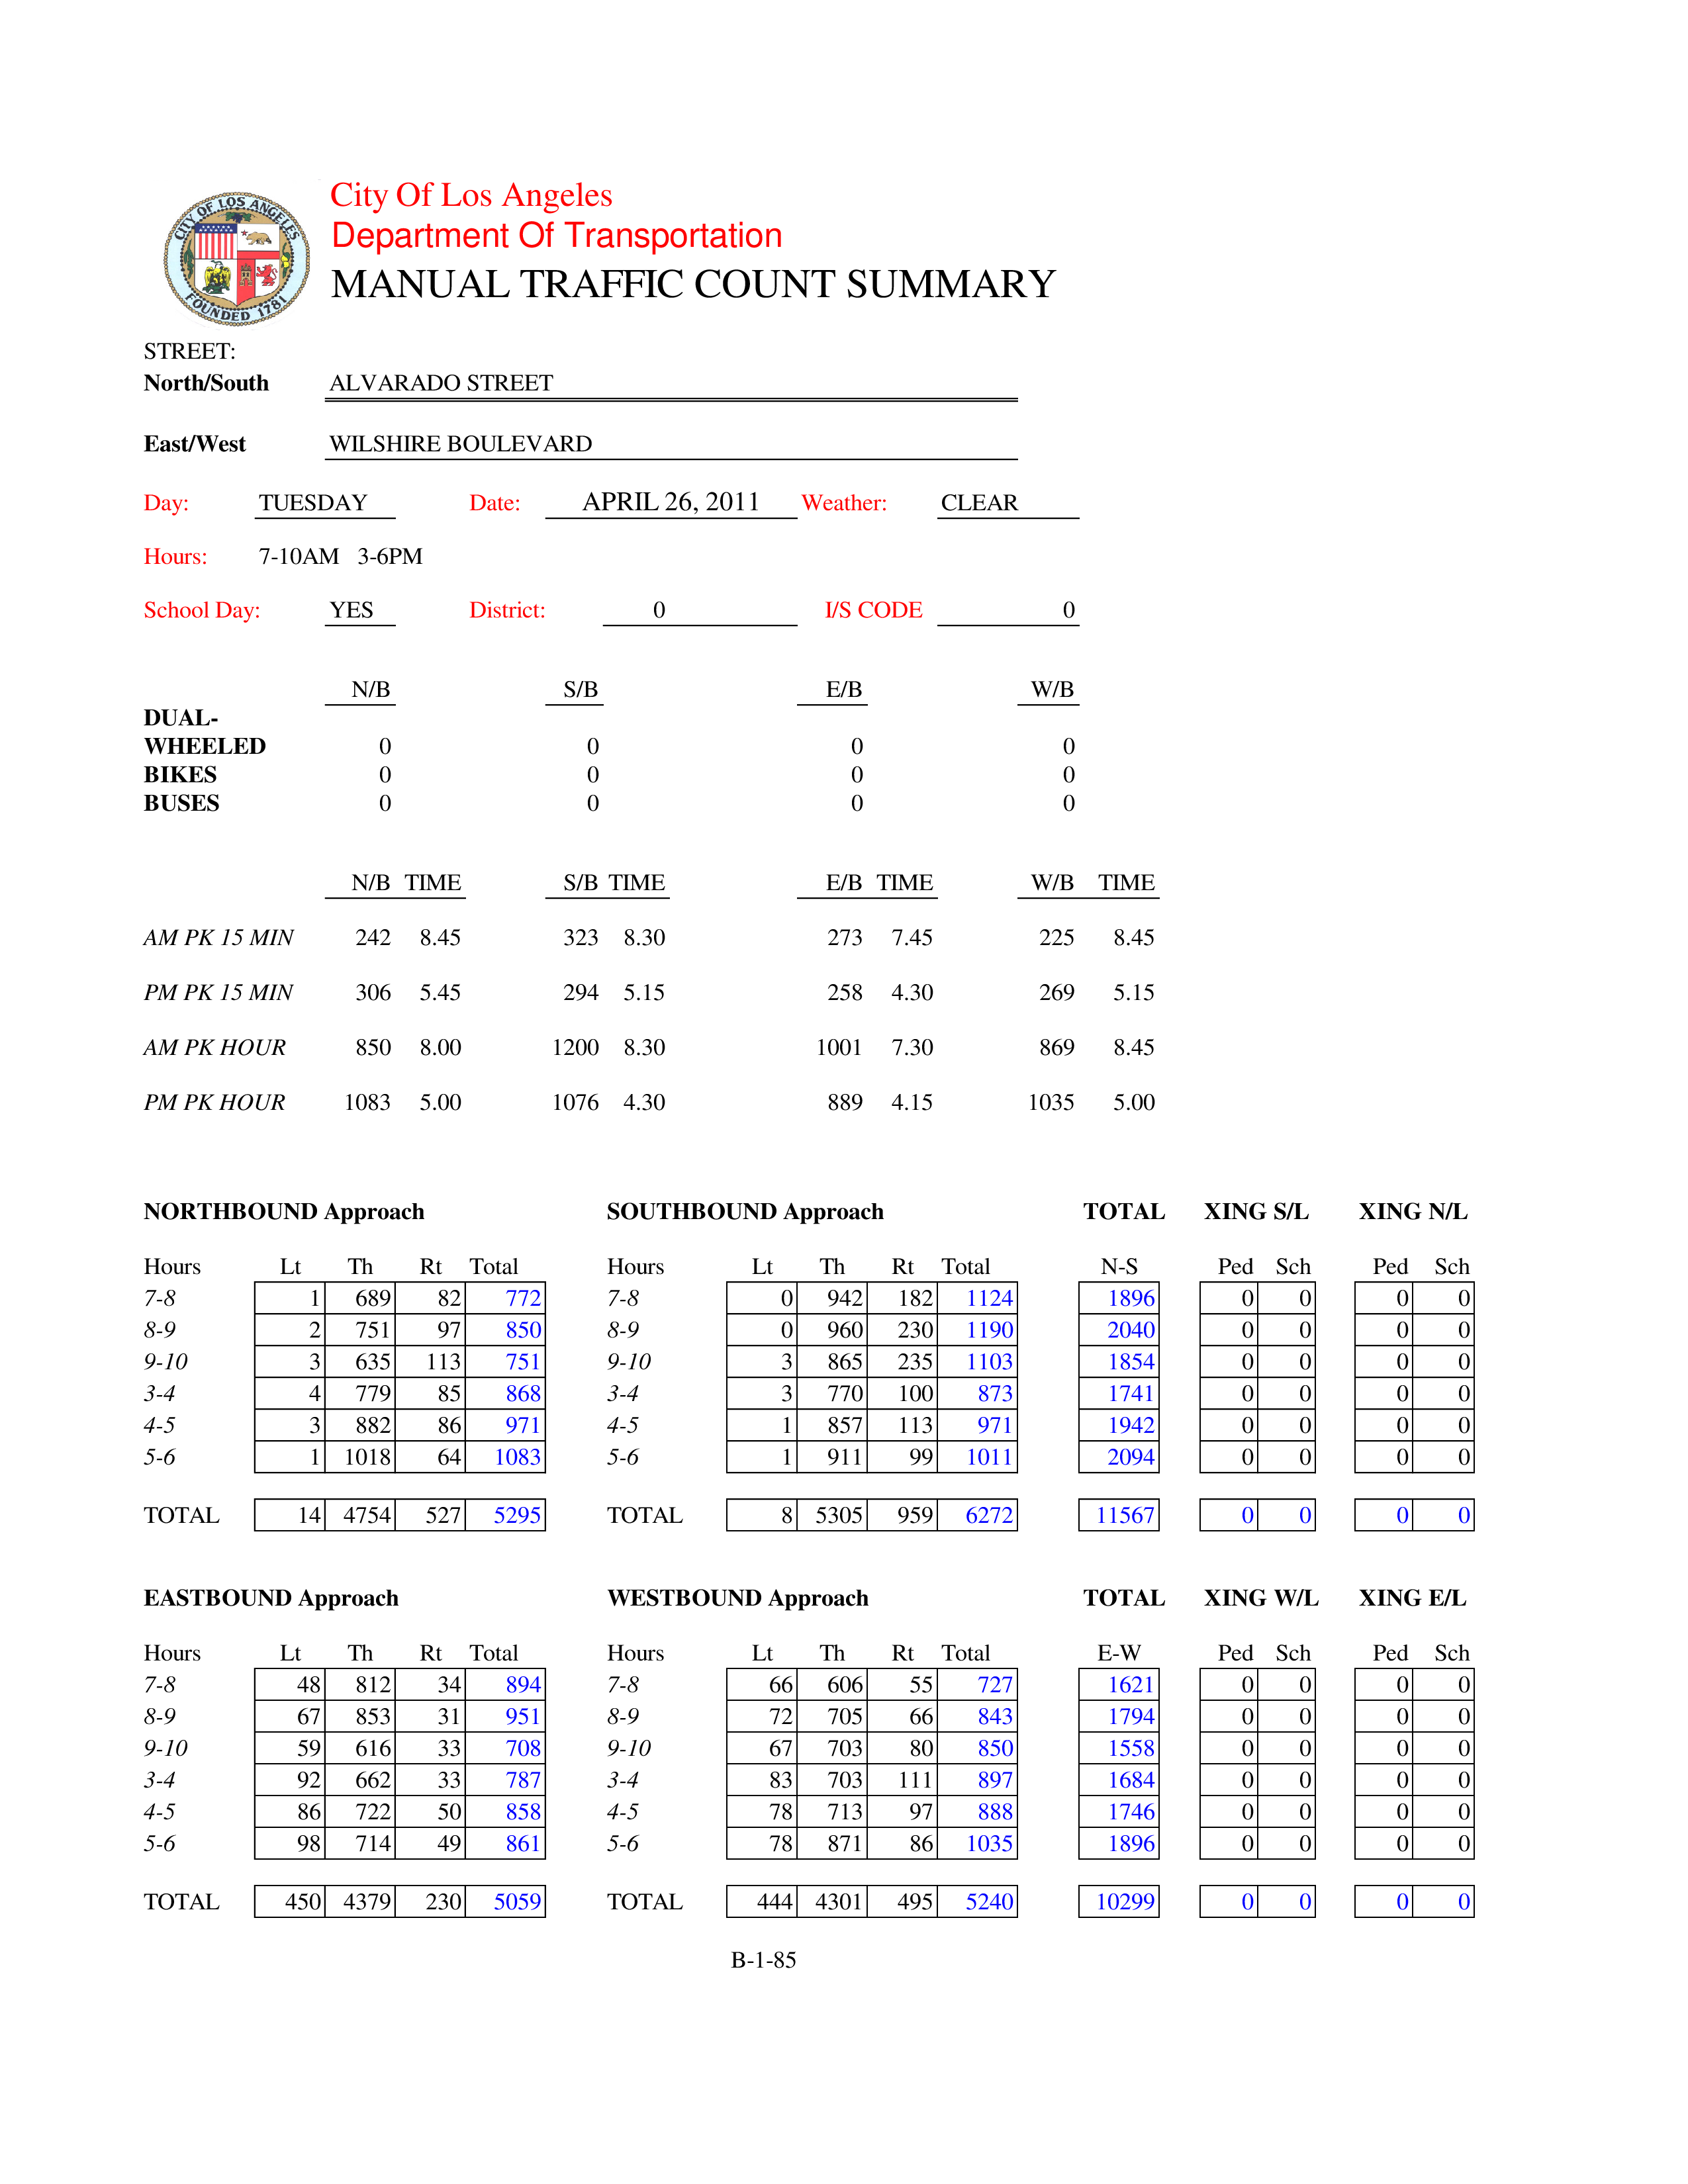 CITY OF LOS ANGELES
FOUNDED 1781
City Of Los Angeles
Department Of Transportation
MANUAL TRAFFIC COUNT SUMMARY
STREET:
North/South ALVARADO STREET
East/West WILSHIRE BOULEVARD
Day: TUESDAY Date: APRIL 26, 2011 Weather: CLEAR
Hours: 7-10AM 3-6PM
School Day: YES District: 0 I/S CODE 0
N/B S/B E/B W/B
DUAL-
WHEELED 0 0 0 0
BIKES 0 0 0 0
BUSES 0 0 0 0
N/B TIME S/B TIME E/B TIME W/B TIME
AM PK 15 MIN 242 8.45 323 8.30 273 7.45 225 8.45
PM PK 15 MIN 306 5.45 294 5.15 258 4.30 269 5.15
AM PK HOUR 850 8.00 1200 8.30 1001 7.30 869 8.45
PM PK HOUR 1083 5.00 1076 4.30 889 4.15 1035 5.00
NORTHBOUND Approach SOUTHBOUND Approach TOTAL XING S/L XING N/L
Hours Lt Th Rt Total Hours Lt Th Rt Total N-S Ped Sch Ped Sch
7-8 1 689 82 772 7-8 0 942 182 1124 1896 0 0 0 0
8-9 2 751 97 850 8-9 0 960 230 1190 2040 0 0 0 0
9-10 3 635 113 751 9-10 3 865 235 1103 1854 0 0 0 0
3-4 4 779 85 868 3-4 3 770 100 873 1741 0 0 0 0
4-5 3 882 86 971 4-5 1 857 113 971 1942 0 0 0 0
5-6 1 1018 64 1083 5-6 1 911 99 1011 2094 0 0 0 0
TOTAL 14 4754 527 5295 TOTAL 8 5305 959 6272 11567 0 0 0 0
EASTBOUND Approach WESTBOUND Approach TOTAL XING W/L XING E/L
Hours Lt Th Rt Total Hours Lt Th Rt Total E-W Ped Sch Ped Sch
7-8 48 812 34 894 7-8 66 606 55 727 1621 0 0 0 0
8-9 67 853 31 951 8-9 72 705 66 843 1794 0 0 0 0
9-10 59 616 33 708 9-10 67 703 80 850 1558 0 0 0 0
3-4 92 662 33 787 3-4 83 703 111 897 1684 0 0 0 0
4-5 86 722 50 858 4-5 78 713 97 888 1746 0 0 0 0
5-6 98 714 49 861 5-6 78 871 86 1035 1896 0 0 0 0
TOTAL 450 4379 230 5059 TOTAL 444 4301 495 5240 10299 0 0 0 0
B-1-85